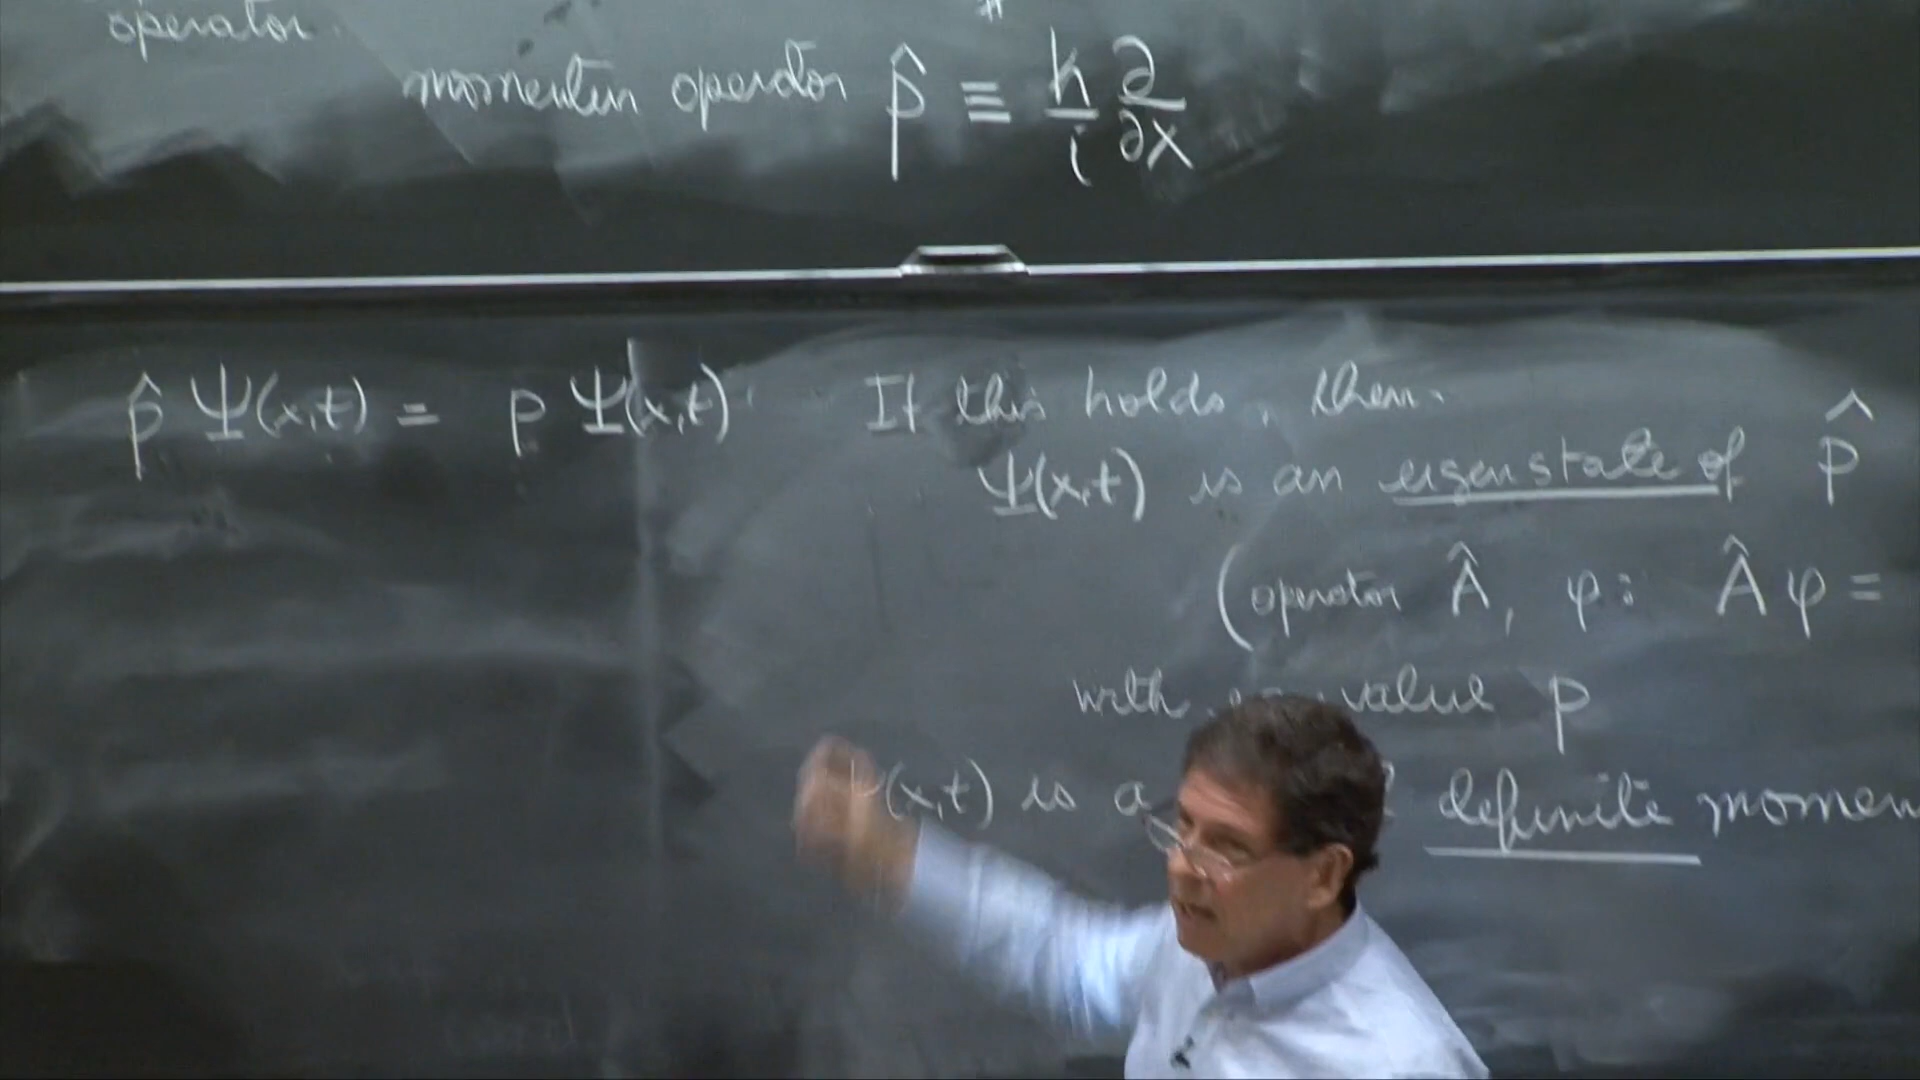 operator.
momentum operator p̂ ≡ ħ/i ∂/∂x
p̂ Ψ(x,t) = p Ψ(x,t) If this holds, then.
Ψ(x,t) is an eigenstate of p̂
(operator Â, φ: Âφ =
with value p
(x,t) is a definite momen